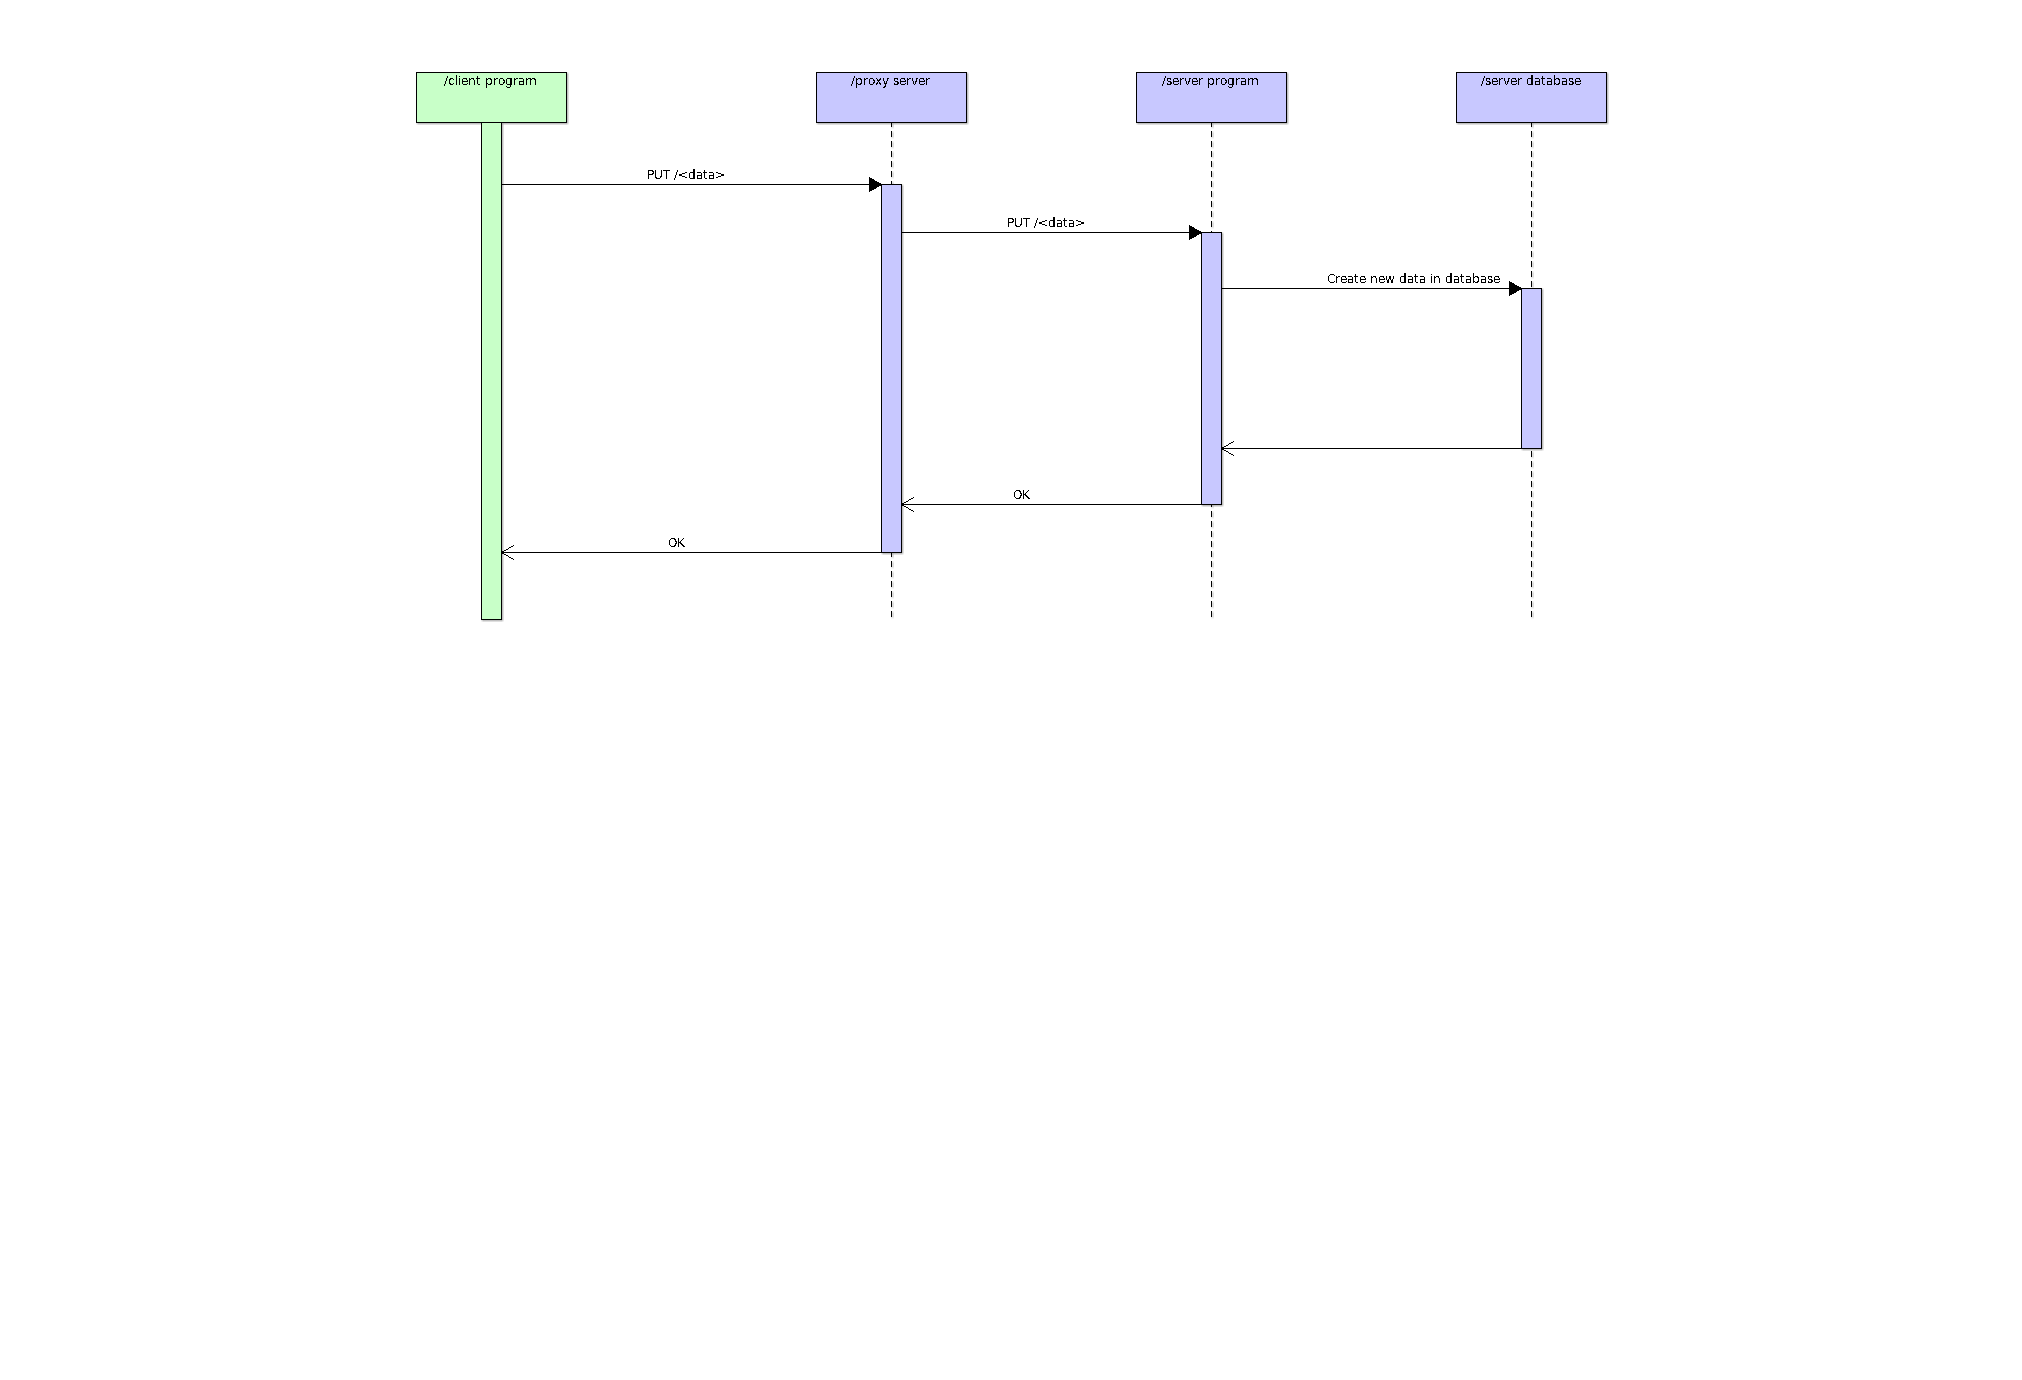 /client program
/proxy server
/server program
/server database
PUT /<data>
PUT /<data>
Create new data in database
OK
OK